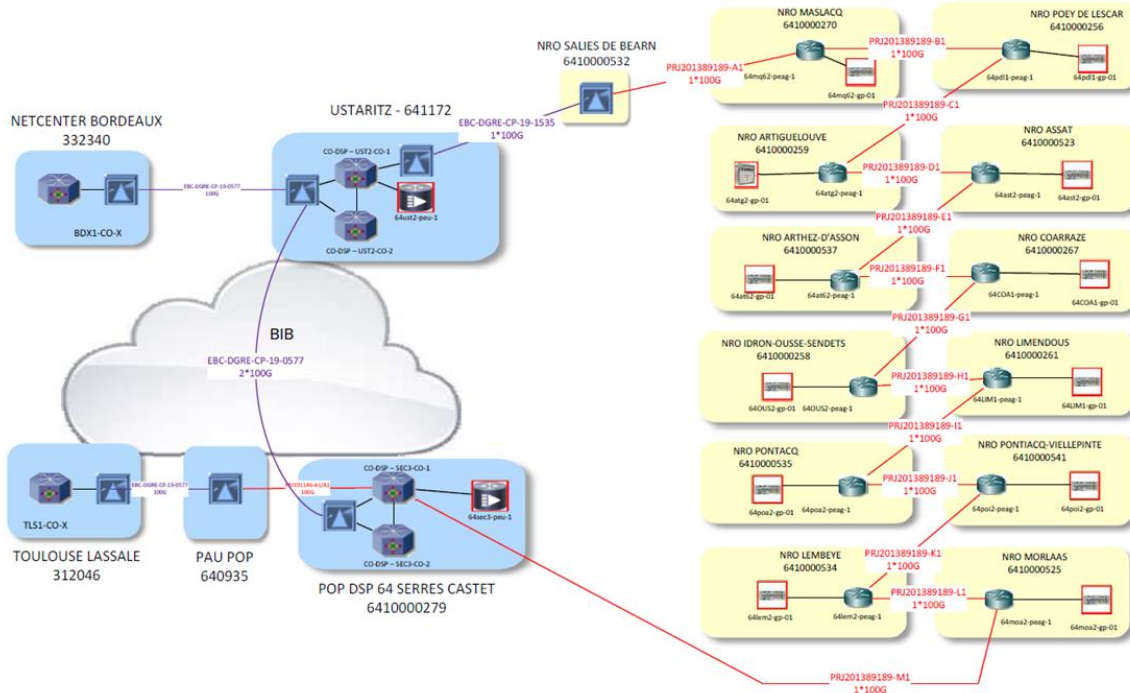 NETCENTER BORDEAUX
332340
BDX1-CO-X
EBC-DGRE-CP-19-0577
100G
USTARITZ - 641172
CO-DSP – UST2-CO-1
64ust2-peu-1
CO-DSP – UST2-CO-2
EBC-DGRE-CP-19-1535
1*100G
NRO SALIES DE BEARN
6410000532
PRJ201389189-A1
1*100G
NRO MASLACQ
6410000270
64mq62-peag-1
64mq62-gp-01
PRJ201389189-B1
1*100G
NRO POEY DE LESCAR
6410000256
64pdl1-peag-1
64pdl1-gp-01
PRJ201389189-C1
1*100G
NRO ARTIGUELOUVE
6410000259
64atg2-gp-01
64atg2-peag-1
PRJ201389189-D1
1*100G
NRO ASSAT
6410000523
64ast2-peag-1
64ast2-gp-01
PRJ201389189-E1
1*100G
NRO ARTHEZ-D'ASSON
6410000537
64at62-gp-01
64at62-peag-1
PRJ201389189-F1
1*100G
NRO COARRAZE
6410000267
64COA1-peag-1
64COA1-gp-01
PRJ201389189-G1
1*100G
NRO IDRON-OUSSE-SENDETS
6410000258
64OUS2-gp-01
64OUS2-peag-1
PRJ201389189-H1
1*100G
NRO LIMENDOUS
6410000261
64LIM1-peag-1
64LIM1-gp-01
PRJ201389189-I1
1*100G
NRO PONTACQ
6410000535
64poa2-gp-01
64poa2-peag-1
PRJ201389189-J1
1*100G
NRO PONTIACQ-VIELLEPINTE
6410000541
64poi2-peag-1
64poi2-gp-01
PRJ201389189-K1
1*100G
NRO LEMBEYE
6410000534
64lem2-gp-01
64lem2-peag-1
PRJ201389189-L1
1*100G
NRO MORLAAS
6410000525
64moa2-peag-1
64moa2-gp-01
PRJ201389189-M1
1*100G
BIB
EBC-DGRE-CP-19-0577
2*100G
TLS1-CO-X
EBC-DGRE-CP-19-0577
100G
TOULOUSE LASSALE
312046
PAU POP
640935
100G
CO-DSP – SEC3-CO-1
64sec3-peu-1
CO-DSP – SEC3-CO-2
POP DSP 64 SERRES CASTET
6410000279